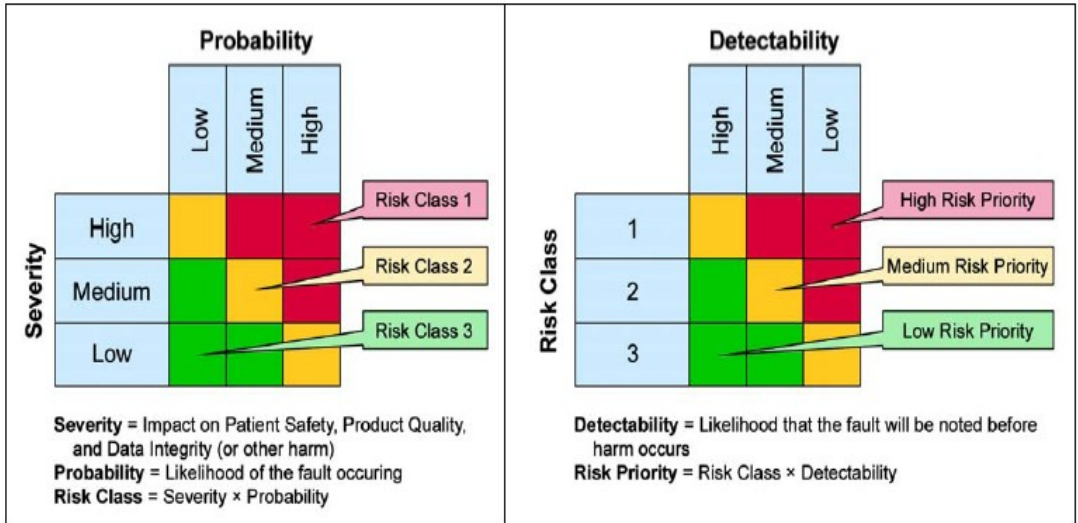 Probability
Low
Medium
High
Severity
High
Medium
Low
Risk Class 1
Risk Class 2
Risk Class 3
Severity = Impact on Patient Safety, Product Quality,
and Data Integrity (or other harm)
Probability = Likelihood of the fault occuring
Risk Class = Severity × Probability
Detectability
High
Medium
Low
Risk Class
1
2
3
High Risk Priority
Medium Risk Priority
Low Risk Priority
Detectability = Likelihood that the fault will be noted before
harm occurs
Risk Priority = Risk Class × Detectability